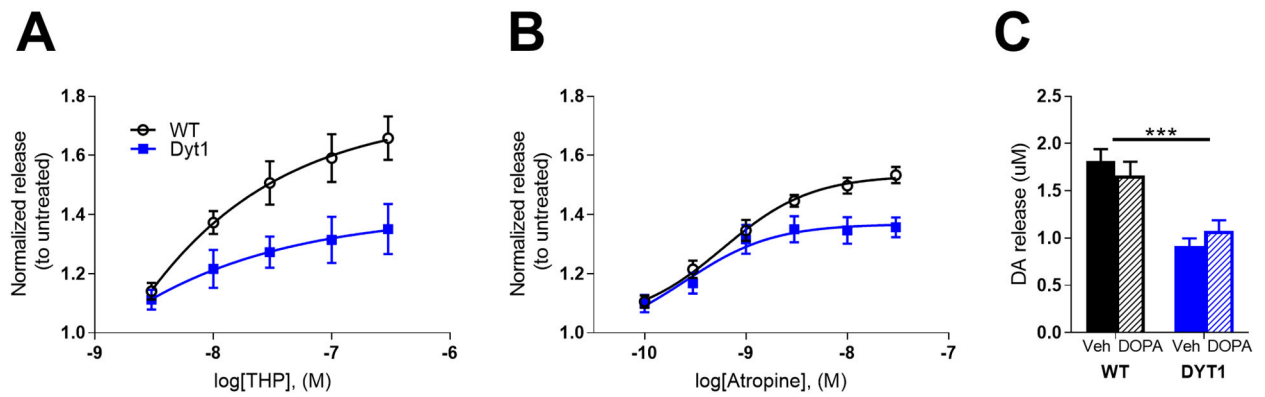 A
B
C
Normalized release
(to untreated)
1.8
1.6
1.4
1.2
1.0
WT
Dyt1
-9
-8
-7
-6
log[THP], (M)
Normalized release
(to untreated)
1.8
1.6
1.4
1.2
1.0
-10
-9
-8
-7
log[Atropine], (M)
DA release (uM)
2.5
2.0
1.5
1.0
0.5
0.0
***
Veh DOPA Veh DOPA
WT DYT1